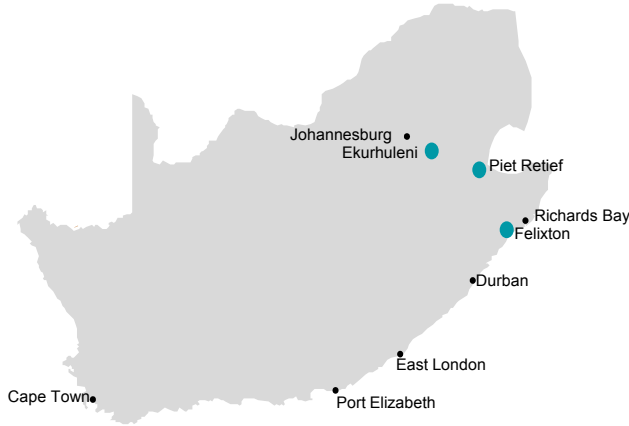 Johannesburg
Ekurhuleni
Piet Retief
Richards Bay
Felixton
Durban
East London
Cape Town
Port Elizabeth